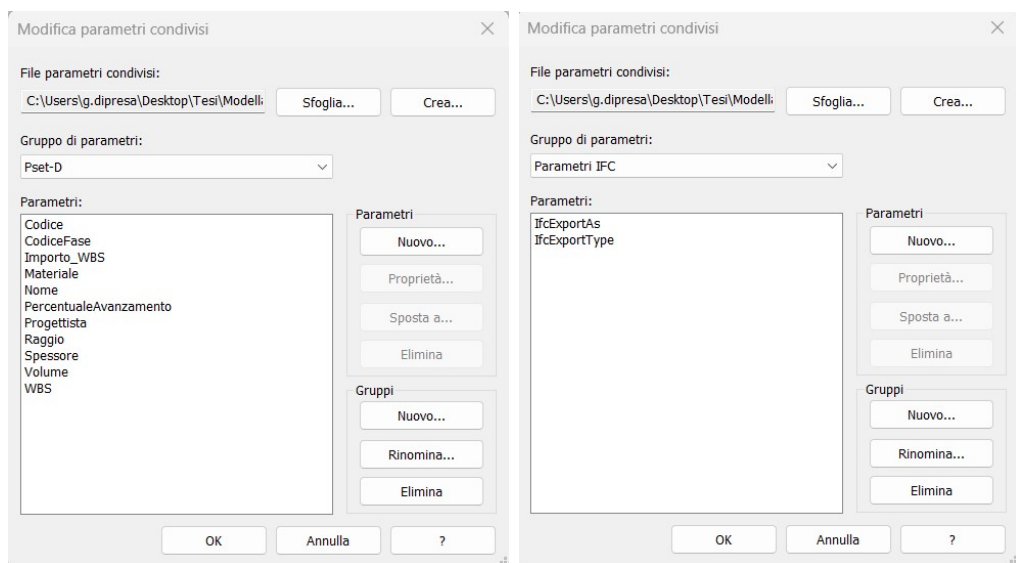 Modifica parametri condivisi
File parametri condivisi:
C:\Users\g.dipresa\Desktop\Tesi\Modell
Sfoglia...
Crea...
Gruppo di parametri:
Pset-D
Parametri:
Codice
CodiceFase
Importo_WBS
Materiale
Nome
PercentualeAvanzamento
Progettista
Raggio
Spessore
Volume
WBS
Parametri
Nuovo...
Proprietà...
Sposta a...
Elimina
Gruppi
Nuovo...
Rinomina...
Elimina
OK
Annulla
?
Modifica parametri condivisi
File parametri condivisi:
C:\Users\g.dipresa\Desktop\Tesi\Modell
Sfoglia...
Crea...
Gruppo di parametri:
Parametri IFC
Parametri:
IfcExportAs
IfcExportType
Parametri
Nuovo...
Proprietà...
Sposta a...
Elimina
Gruppi
Nuovo...
Rinomina...
Elimina
OK
Annulla
?